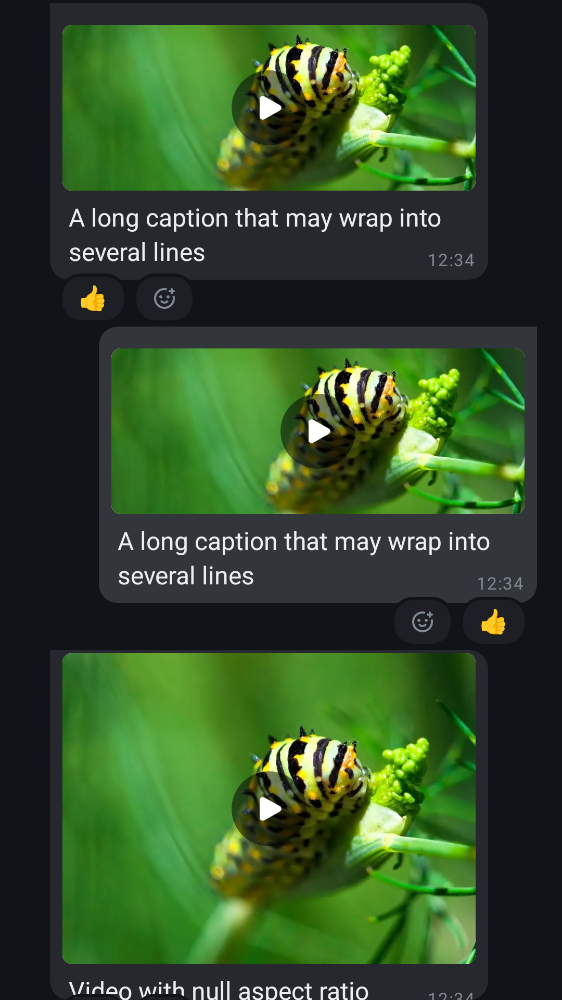 A long caption that may wrap into
several lines
12:34
A long caption that may wrap into
several lines
12:34
Video with null aspect ratio
12:34